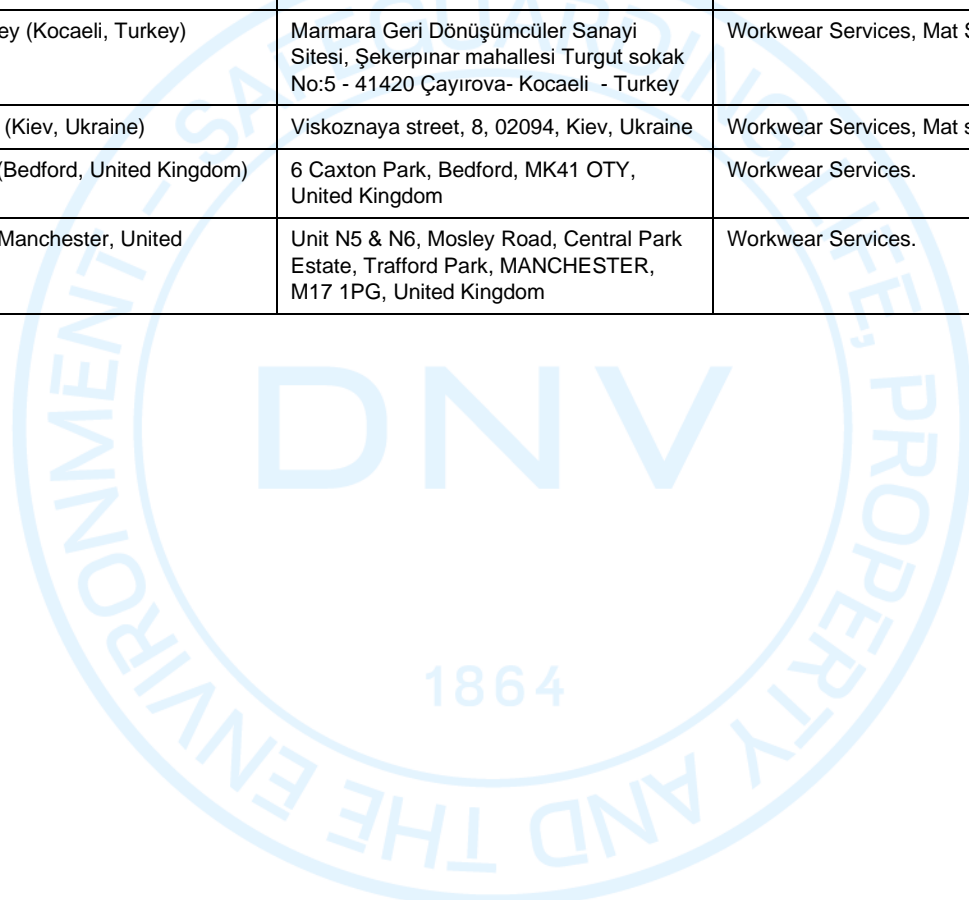 ey (Kocaeli, Turkey)
Marmara Geri Dönüşümcüler Sanayi
Sitesi, Şekerpınar mahallesi Turgut sokak
No:5 - 41420 Çayırova- Kocaeli - Turkey
Workwear Services, Mat S
(Kiev, Ukraine)
Viskoznaya street, 8, 02094, Kiev, Ukraine
Workwear Services, Mat s
(Bedford, United Kingdom)
6 Caxton Park, Bedford, MK41 OTY,
United Kingdom
Workwear Services.
Manchester, United
Unit N5 & N6, Mosley Road, Central Park
Estate, Trafford Park, MANCHESTER,
M17 1PG, United Kingdom
Workwear Services.
SAFEGUARDING LIFE, PROPERTY AND THE ENVIRONMENT –
DNV
1864